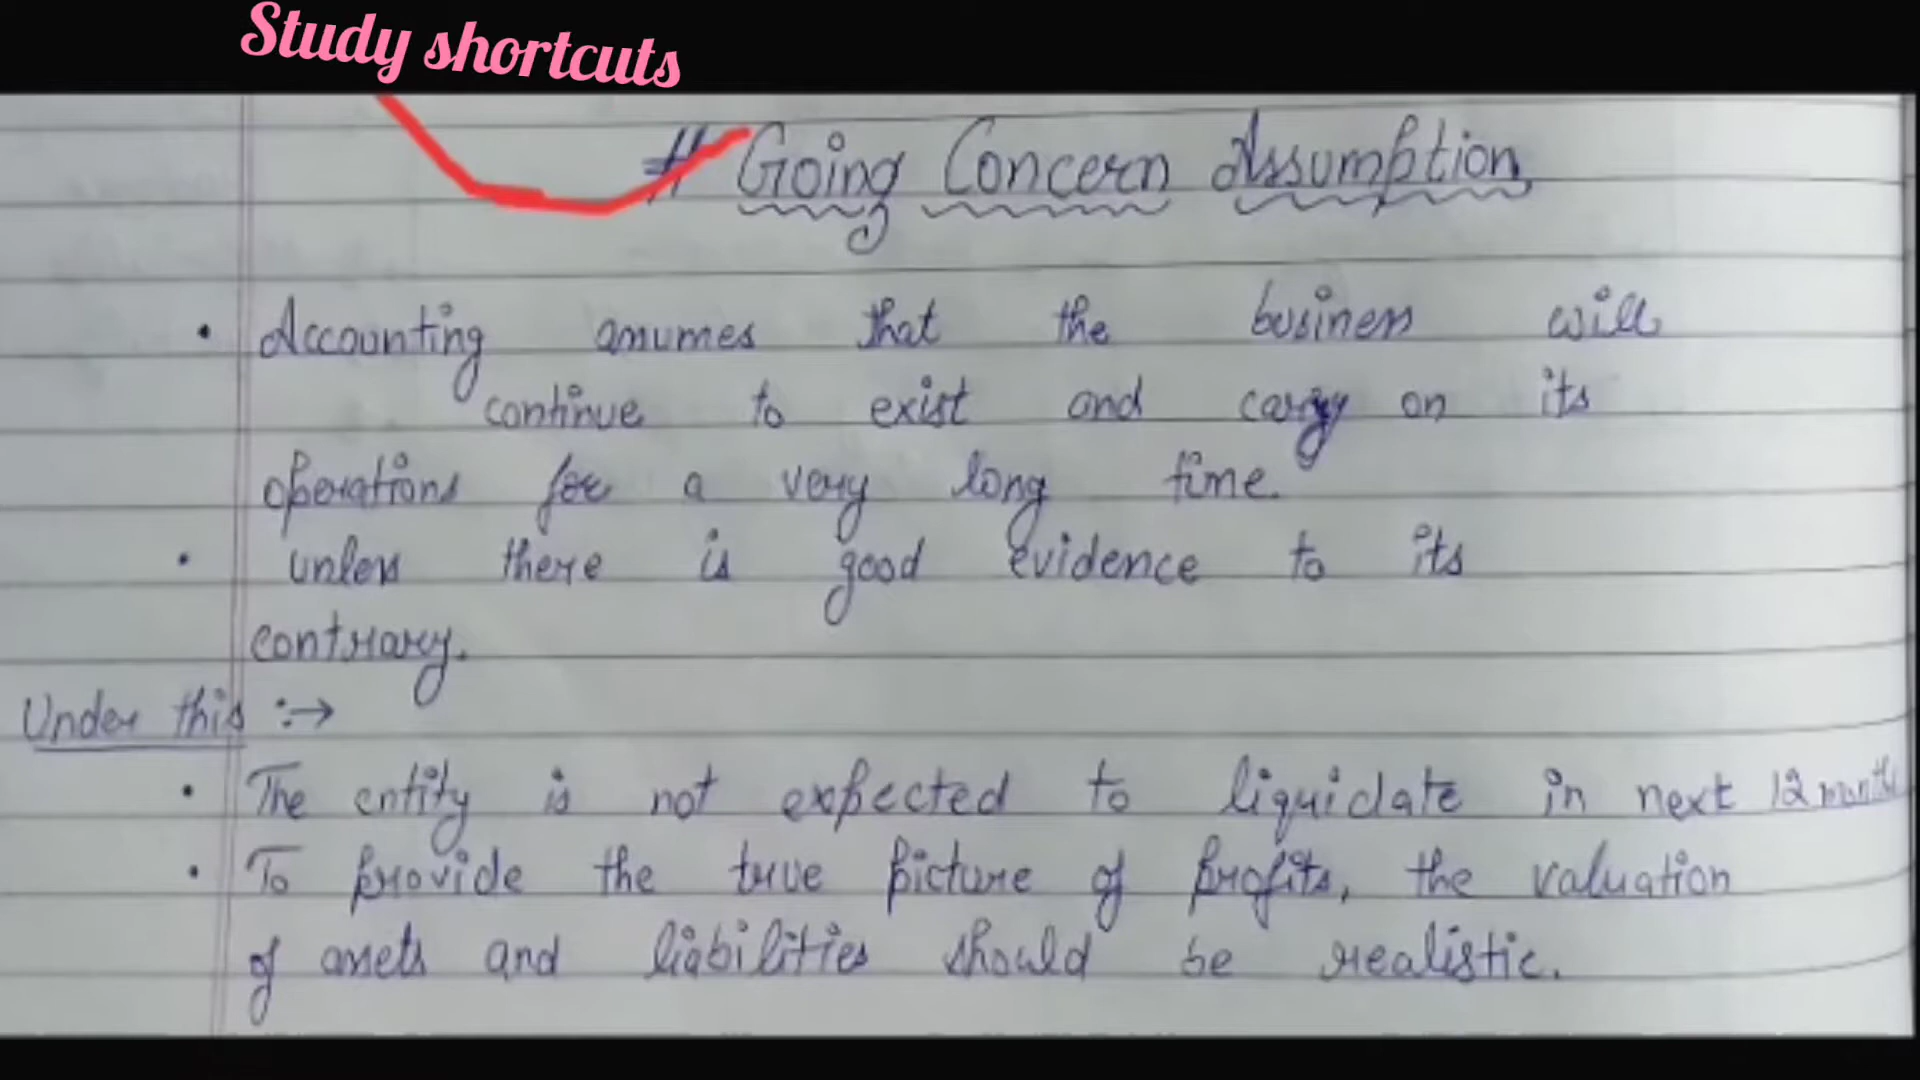 Study shortcuts
# Going Concern Assumption
• Accounting assumes that the business will
continue to exist and carry on its
operations for a very long time.
• unless there is good evidence to its
contrary.
Under this :→
• The entity is not expected to liquidate in next 12 months
• To provide the true picture of profits, the valuation
of assets and liabilities should be realistic.